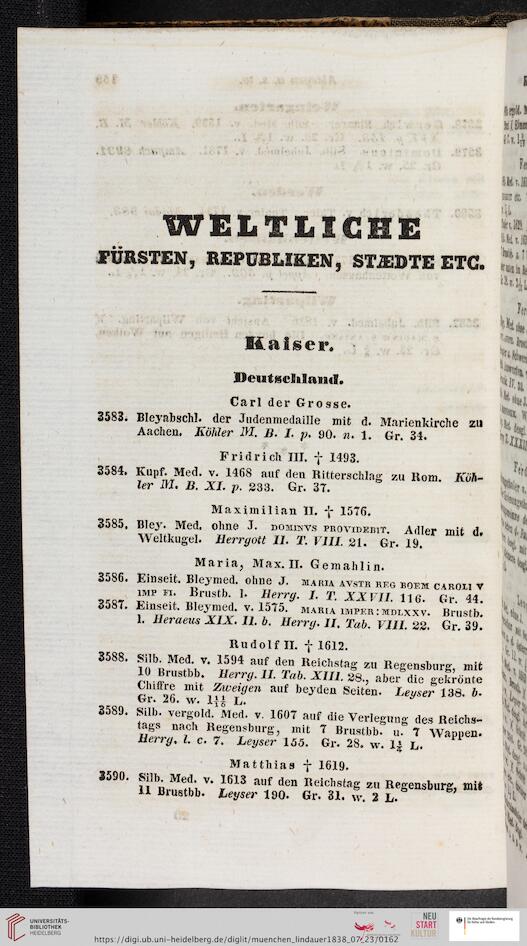 WELTLICHE
FÜRSTEN, REPUBLIKEN, STÆDTE ETC.
Kaiser.
Deutschland.
Carl der Grosse.
3583. Bleyabschl. der Judenmedaille mit d. Marienkirche zu
Aachen. Köhler M. B. I. p. 90. n. 1. Gr. 34.
Fridrich III. † 1493.
3584. Kupf. Med. v. 1468 auf den Ritterschlag zu Rom. Köh-
ler M. B. XI. p. 233. Gr. 37.
Maximilian II. † 1576.
3585. Bley. Med. ohne J. DOMINVS PROVIDEBIT. Adler mit d.
Weltkugel. Herrgott II. T. VIII. 21. Gr. 19.
Maria, Max. II. Gemahlin.
3586. Einseit. Bleymed. ohne J. MARIA AVSTR REG BOEM CAROLI V
IMP FI. Brustb. l. Herrg. I. T. XXVII. 116. Gr. 44.
3587. Einseit. Bleymed. v. 1575. MARIA IMPER: MDLXXV. Brustb.
l. Heraeus XIX. II. b. Herrg. II. Tab. VIII. 22. Gr. 39.
Rudolf II. † 1612.
3588. Silb. Med. v. 1594 auf den Reichstag zu Regensburg, mit
10 Brustbb. Herrg. II. Tab. XIII. 28., aber die gekrönte
Chiffre mit Zweigen auf beyden Seiten. Leyser 138. b.
Gr. 26. w. L.
3589. Silb. vergold. Med. v. 1607 auf die Verlegung des Reichs-
tags nach Regensburg, mit 7 Brustbb. u. 7 Wappen.
Herrg. l. c. 7. Leyser 155. Gr. 28. w. 1¼ L.
Matthias † 1619.
3590. Silb. Med. v. 1613 auf den Reichstag zu Regensburg, mit
11 Brustbb. Leyser 190. Gr. 31. w. 2 L.
UNIVERSITÄTS-
BIBLIOTHEK
HEIDELBERG
https://digi.ub.uni-heidelberg.de/diglit/muenchen_lindauer1838_07_23/0162
NEU
START
KULTUR